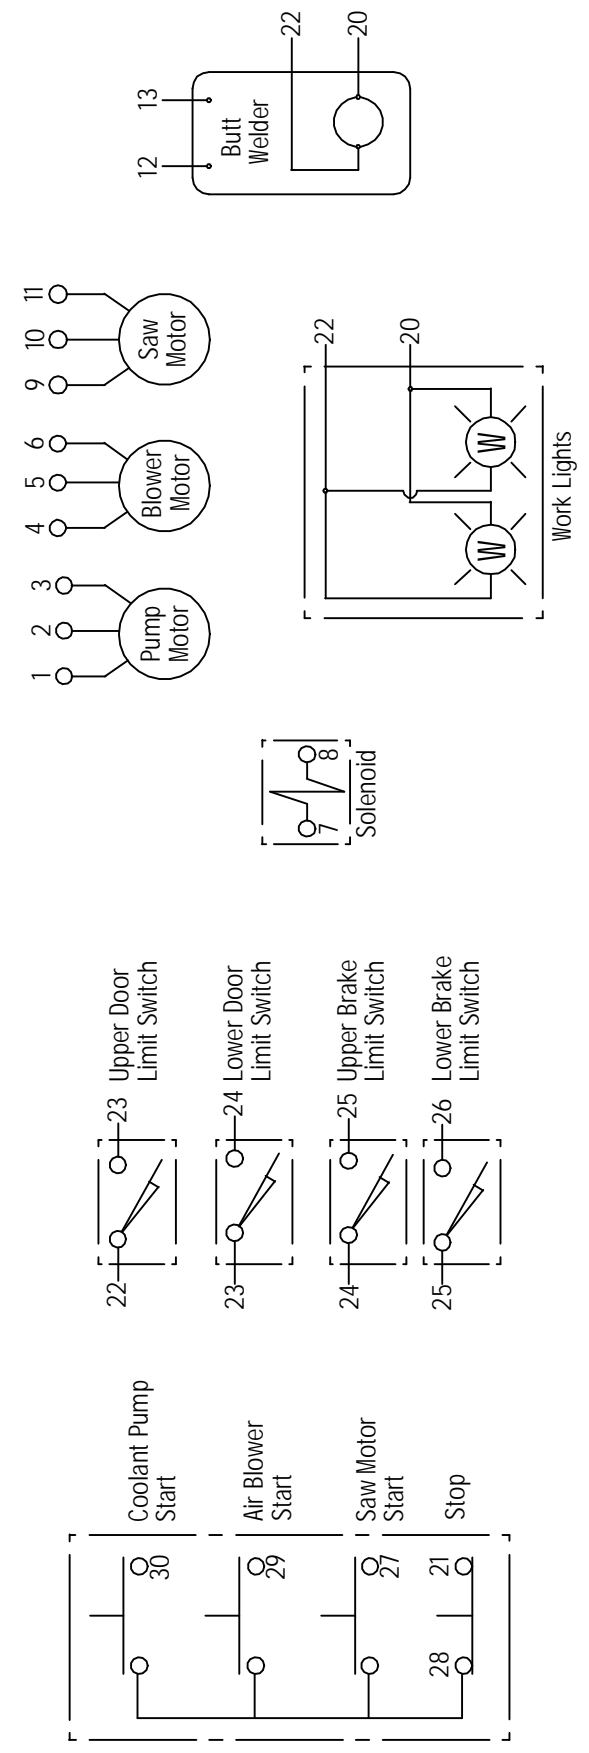 Coolant Pump
Start
30
Air Blower
Start
29
Saw Motor
Start
27
Stop
28
21
22
23
Upper Door
Limit Switch
23
24
Lower Door
Limit Switch
24
25
Upper Brake
Limit Switch
25
26
Lower Brake
Limit Switch
7
8
Solenoid
1
2
3
Pump
Motor
4
5
6
Blower
Motor
9
10
11
Saw
Motor
22
20
W
W
Work Lights
12
13
Butt
Welder
22
20